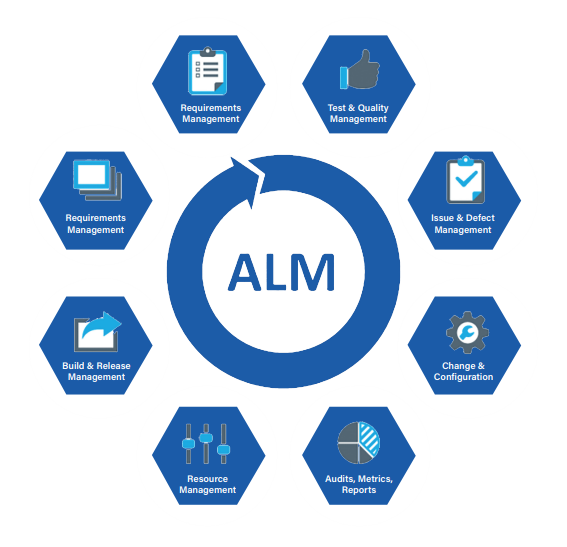 Requirements
Management
Test & Quality
Management
Requirements
Management
Issue & Defect
Management
ALM
Build & Release
Management
Change &
Configuration
Resource
Management
Audits, Metrics,
Reports